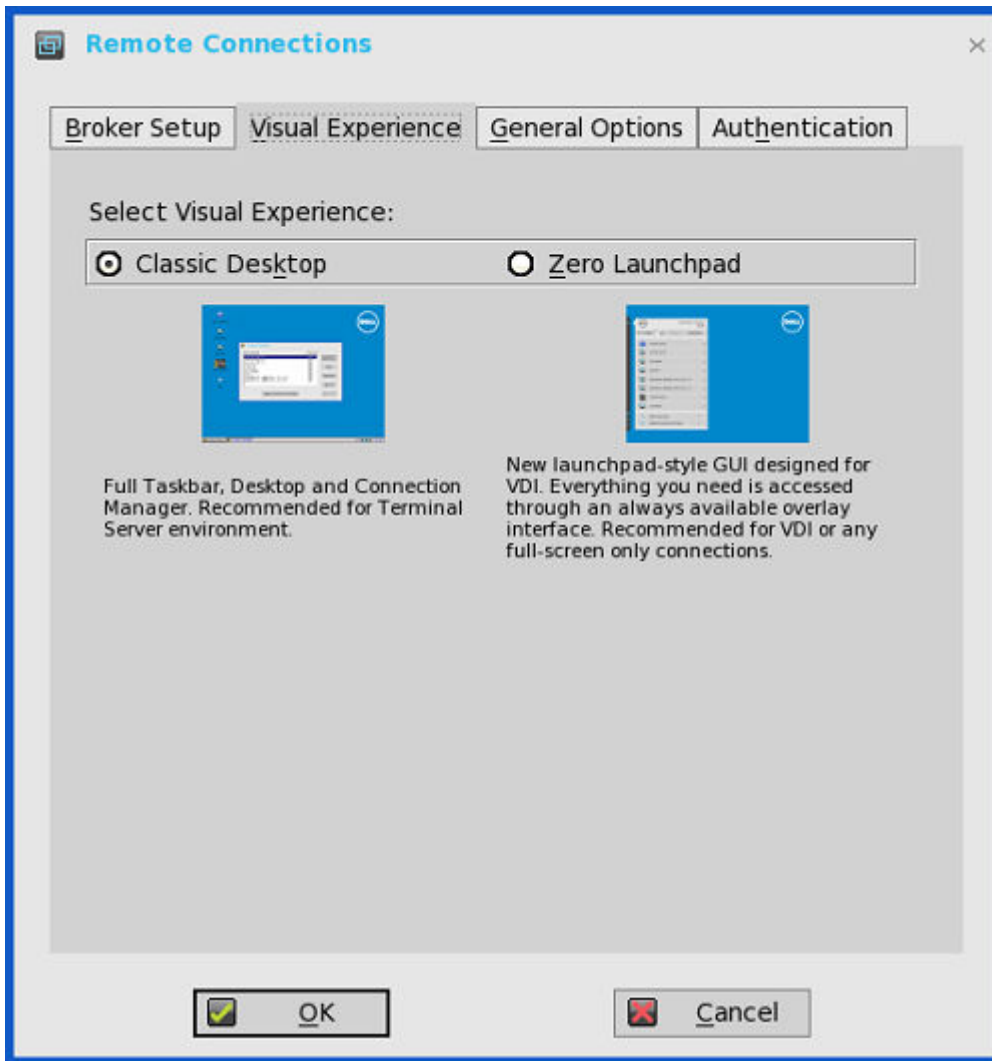 Remote Connections
Broker Setup
Visual Experience
General Options
Authentication
Select Visual Experience:
Classic Desktop
Zero Launchpad
DELL
DELL
Full Taskbar, Desktop and Connection
Manager. Recommended for Terminal
Server environment.
New launchpad-style GUI designed for
VDI. Everything you need is accessed
through an always available overlay
interface. Recommended for VDI or any
full-screen only connections.
OK
Cancel